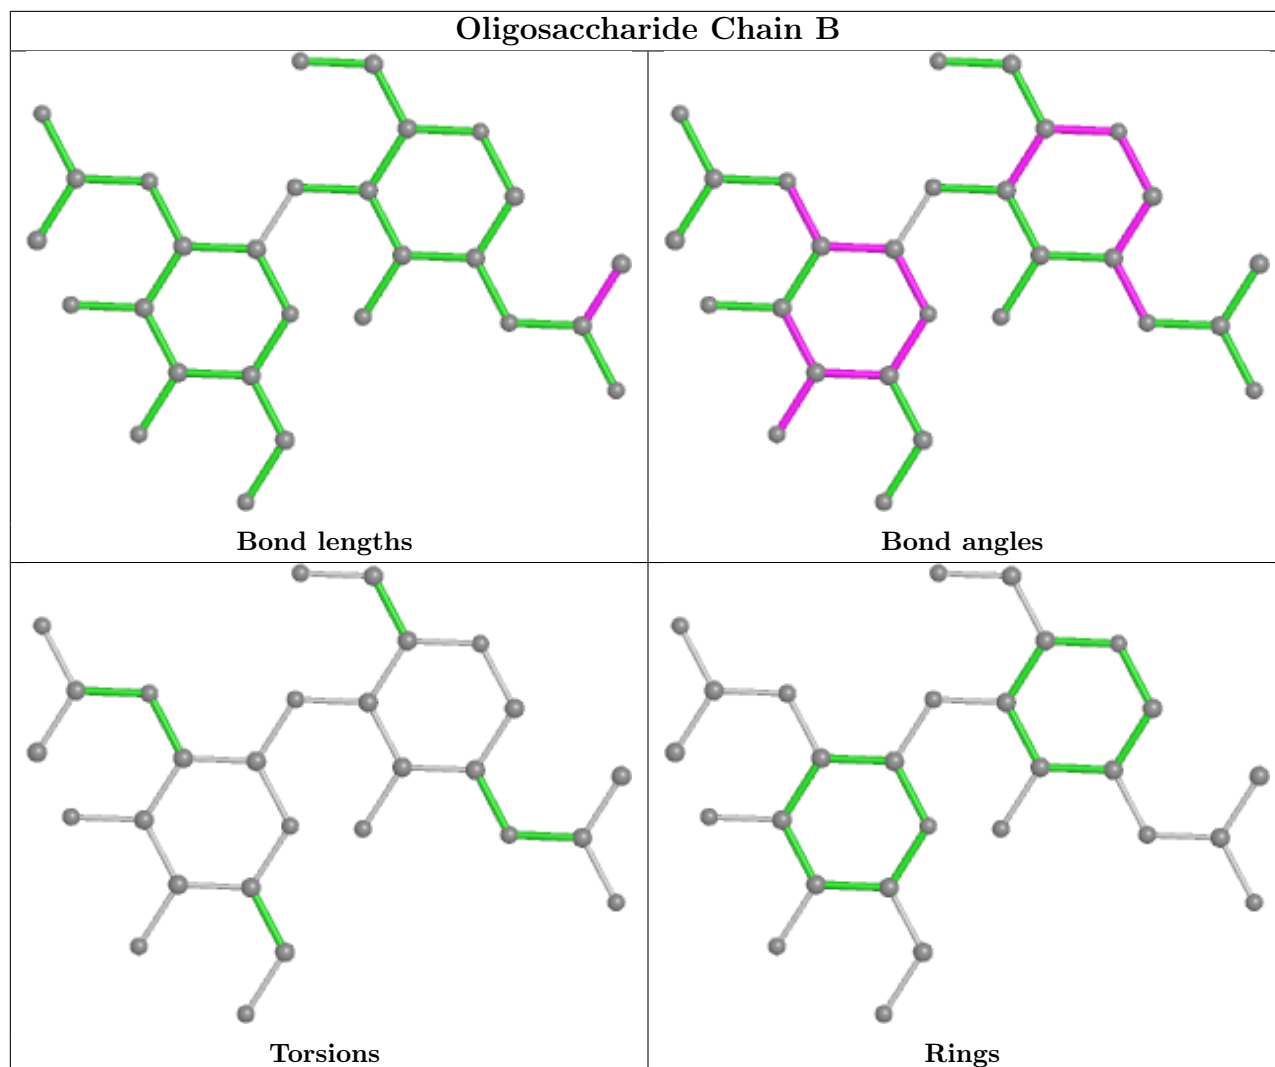 Oligosaccharide Chain B
Bond lengths
Bond angles
Torsions
Rings